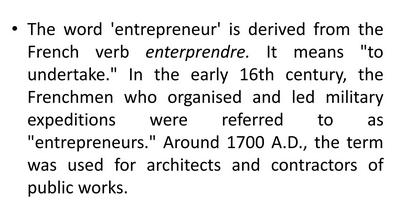 • The word 'entrepreneur' is derived from the
French verb enterprendre. It means "to
undertake." In the early 16th century, the
Frenchmen who organised and led military
expeditions were referred to as
"entrepreneurs." Around 1700 A.D., the term
was used for architects and contractors of
public works.